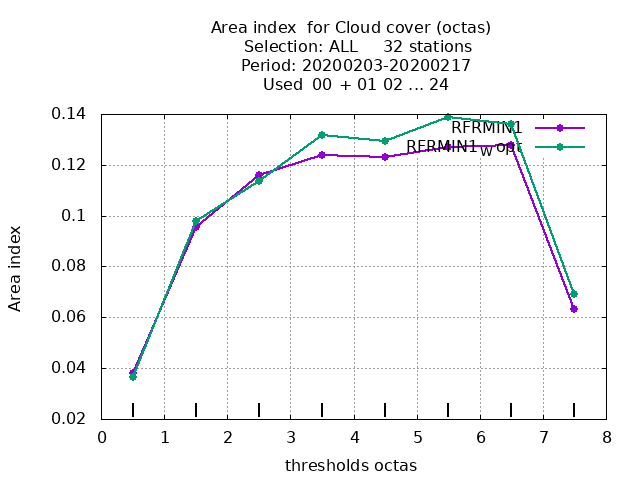 Area index  for Cloud cover (octas)
Selection: ALL     32 stations
Period: 20200203-20200217
Used  00 + 01 02 ... 24
RFRMIN1
RFRMIN1w opr
0.14
0.12
0.1
0.08
0.06
0.04
0.02
Area index
0 1 2 3 4 5 6 7 8
thresholds octas